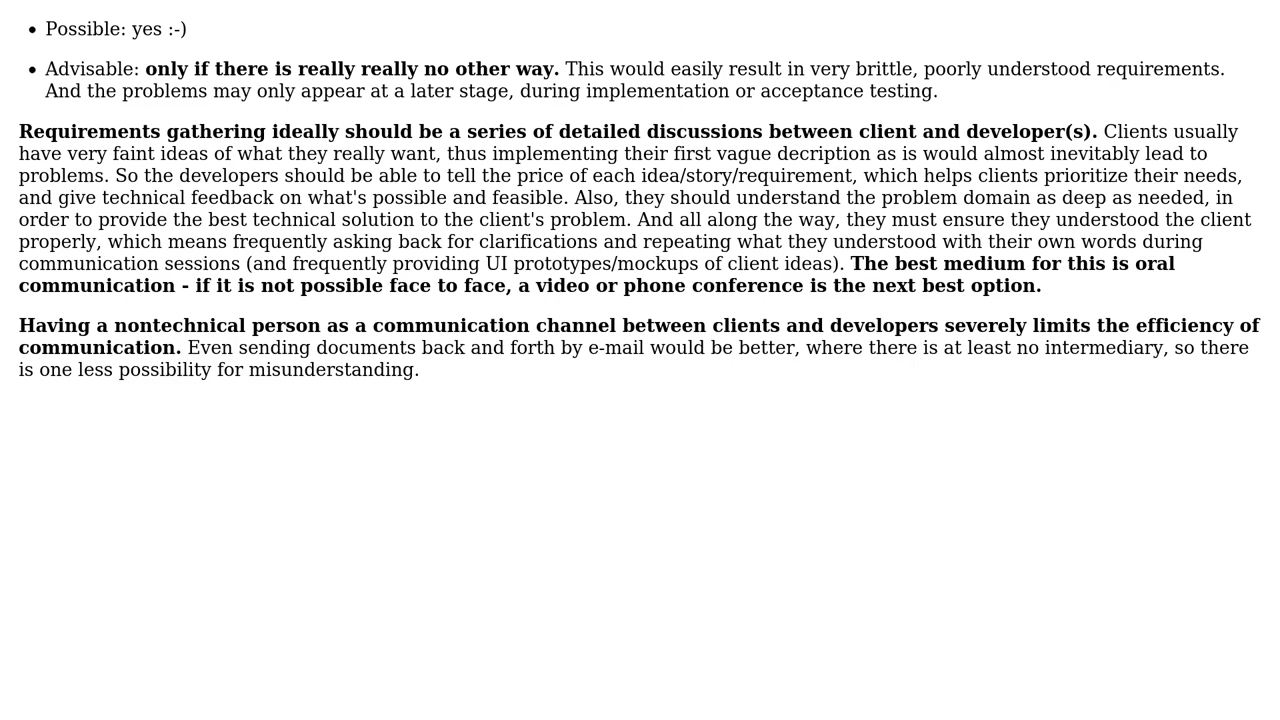 • Possible: yes :-)
• Advisable: only if there is really really no other way. This would easily result in very brittle, poorly understood requirements.
And the problems may only appear at a later stage, during implementation or acceptance testing.
Requirements gathering ideally should be a series of detailed discussions between client and developer(s). Clients usually
have very faint ideas of what they really want, thus implementing their first vague decription as is would almost inevitably lead to
problems. So the developers should be able to tell the price of each idea/story/requirement, which helps clients prioritize their needs,
and give technical feedback on what's possible and feasible. Also, they should understand the problem domain as deep as needed, in
order to provide the best technical solution to the client's problem. And all along the way, they must ensure they understood the client
properly, which means frequently asking back for clarifications and repeating what they understood with their own words during
communication sessions (and frequently providing UI prototypes/mockups of client ideas). The best medium for this is oral
communication - if it is not possible face to face, a video or phone conference is the next best option.
Having a nontechnical person as a communication channel between clients and developers severely limits the efficiency of
communication. Even sending documents back and forth by e-mail would be better, where there is at least no intermediary, so there
is one less possibility for misunderstanding.